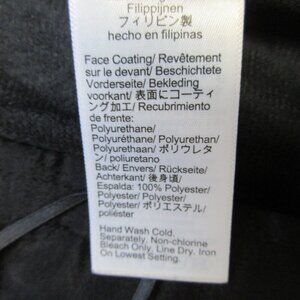 Filippijnen
フィリピン製
hecho en filipinas
Face Coating/ Revêtement
sur le devant/ Beschichtete
Vorderseite/ Bekleding
voorkant/ 表面にコーティ
ング加工/ Recubrimiento
de frente:
Polyurethane/
Polyuréthane/ Polyurethan/
Polyurethaan/ ポリウレタ
ン/ poliuretano
Back/ Envers/ Rückseite/
Achterkant/ 後身頃/
Espalda: 100% Polyester/
Polyester/ Polyester/
Polyester/ ポリエステル/
poliéster
Hand Wash Cold.
Separately. Non-chlorine
Bleach Only. Line Dry. Iron
On Lowest Setting.